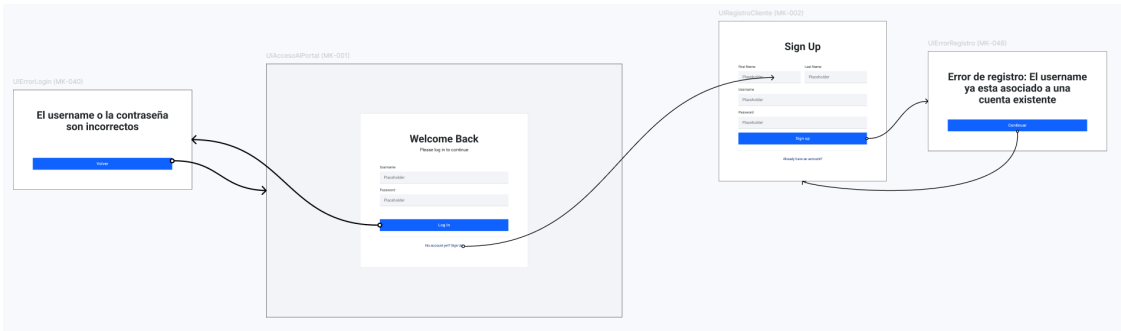 UIErrorLogin (MK-040)
El username o la contraseña
son incorrectos
Volver
UIAccesoAlPortal (MK-001)
Welcome Back
Please log in to continue
Username
Placeholder
Password
Placeholder
Log In
No account yet? Sign
UIRegistroCliente (MK-002)
Sign Up
First Name
Last Name
Placeholder
Placeholder
Username
Placeholder
Password
Placeholder
Sign up
Already have an account?
UIErrorRegistro (MK-048)
Error de registro: El username
ya esta asociado a una
cuenta existente
Continuar